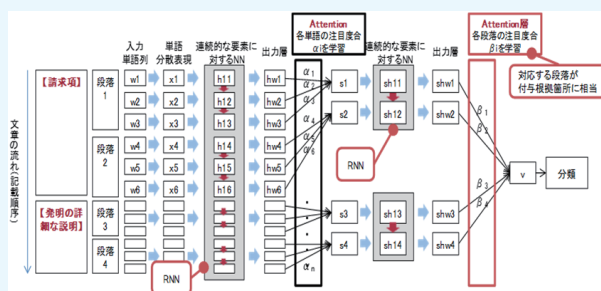 Attention
各単語の注目度合
αiを学習
Attention層
各段落の注目度合
βiを学習
入力
単語列
単語
分散表現
連続的な要素に
対するNN
出力層
連続的な要素に
対するNN
出力層
対応する段落が
付与根拠箇所に相当
文章の流れ(記載順序)
【請求項】
段落
1
w1 x1 h11 hw1 α1 s1 sh11 shw1 β1
w2 x2 h12 hw2 α2 s2 sh12 shw2 β2
w3 x3 h13 hw3 α3
段落
2
w4 x4 h14 hw4 α4
w5 x5 h15 hw5 α5
w6 x6 h16 hw6 α6
RNN
v 分類
【発明の詳
細な説明】
段落
3
s3 sh13 shw3 β3
段落
4
s4 sh14 shw4 β4
αn
RNN